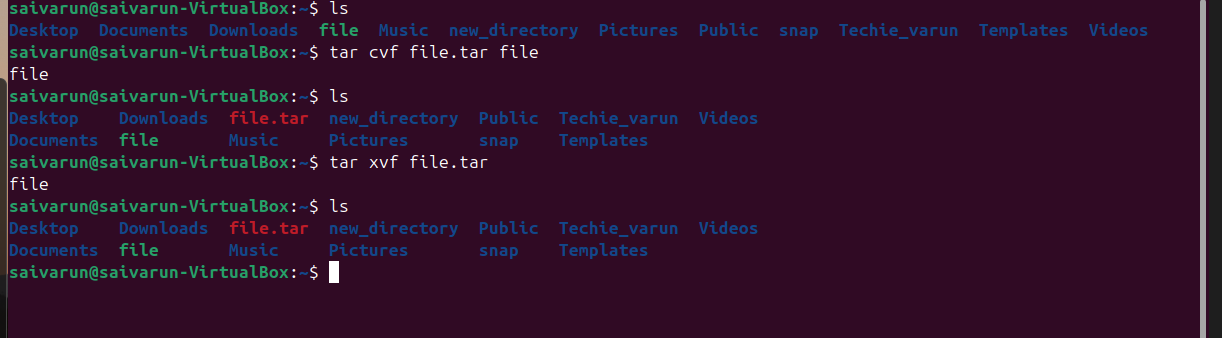 saivarun@saivarun-VirtualBox:~$ ls
Desktop  Documents  Downloads  file  Music  new_directory  Pictures  Public  snap  Techie_varun  Templates  Videos
saivarun@saivarun-VirtualBox:~$ tar cvf file.tar file
file
saivarun@saivarun-VirtualBox:~$ ls
Desktop    Downloads  file.tar  new_directory  Public  Techie_varun  Videos
Documents  file       Music     Pictures       snap    Templates
saivarun@saivarun-VirtualBox:~$ tar xvf file.tar
file
saivarun@saivarun-VirtualBox:~$ ls
Desktop    Downloads  file.tar  new_directory  Public  Techie_varun  Videos
Documents  file       Music     Pictures       snap    Templates
saivarun@saivarun-VirtualBox:~$